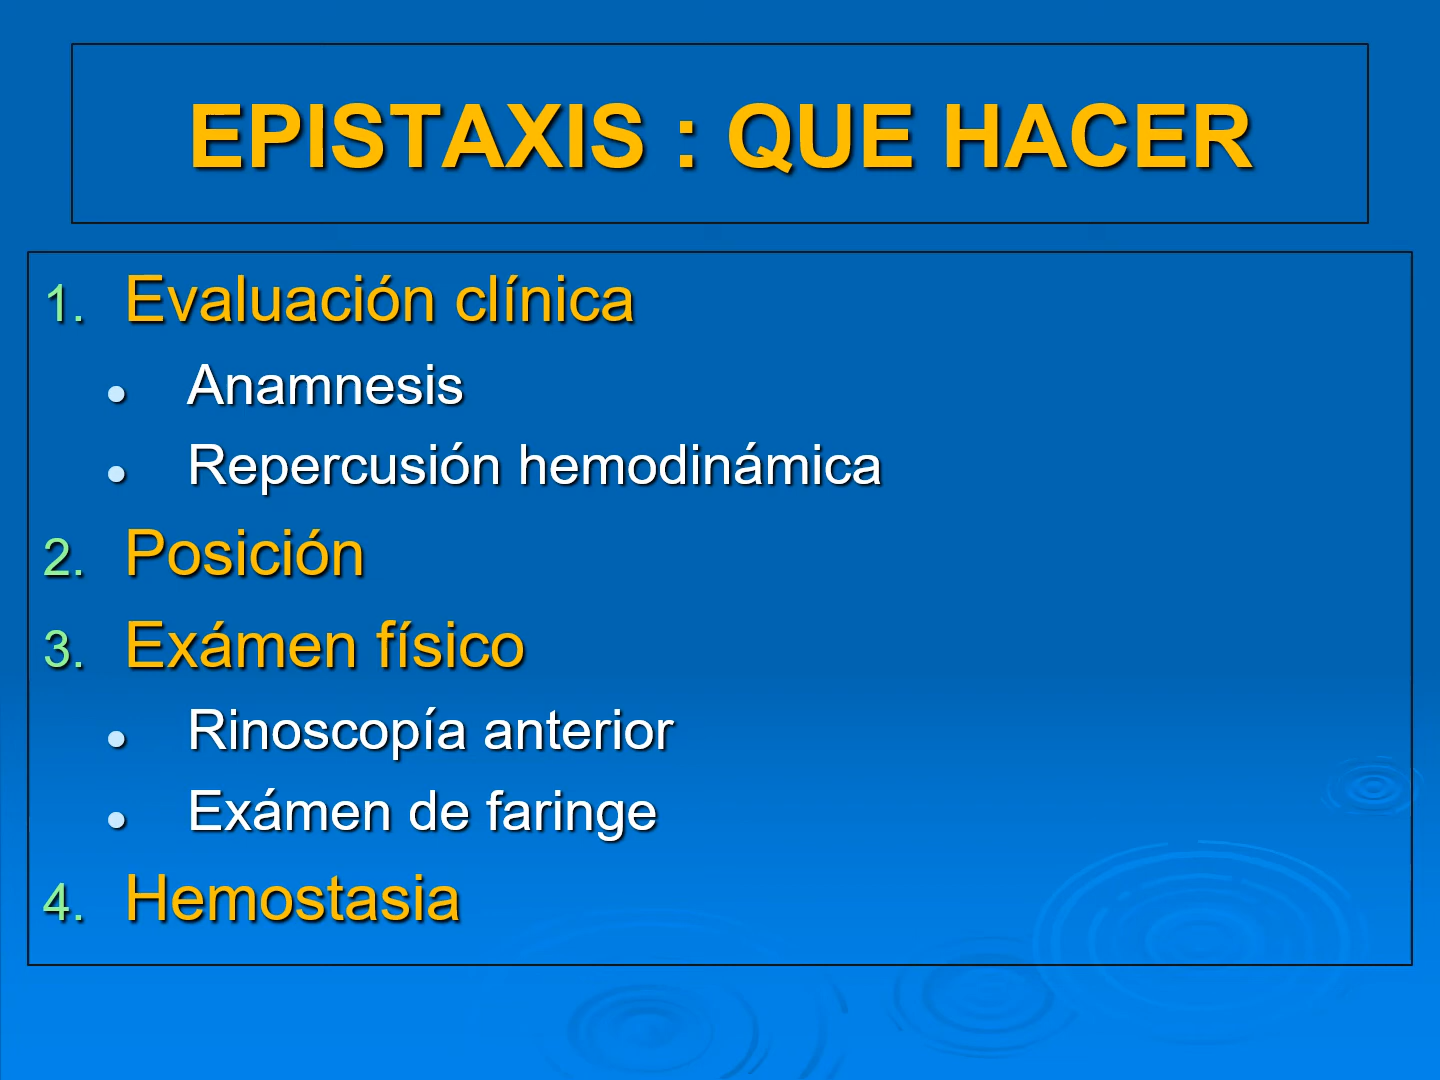 EPISTAXIS : QUE HACER
1. Evaluación clínica
● Anamnesis
● Repercusión hemodinámica
2. Posición
3. Exámen físico
● Rinoscopía anterior
● Exámen de faringe
4. Hemostasia